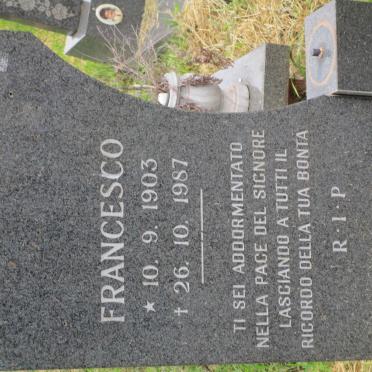 FRANCESCO
★ 10. 9. 1903
† 26. 10. 1987
TI SEI ADDORMENTATO
NELLA PACE DEL SIGNORE
LASCIANDO A TUTTI IL
RICORDO DELLA TUA BONTA
R · I · P